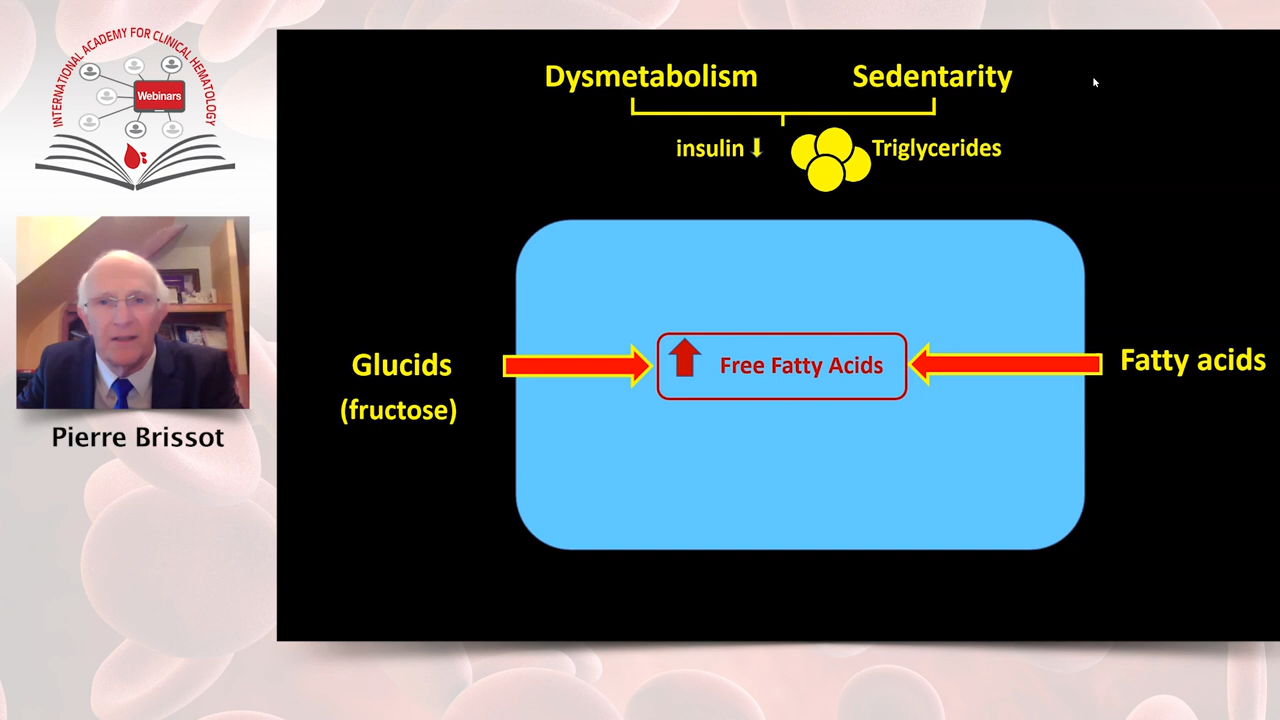 INTERNATIONAL ACADEMY FOR CLINICAL HEMATOLOGY
Webinars
Pierre Brissot
Dysmetabolism Sedentarity
insulin ⬇ Triglycerides
Glucids
(fructose)
Free Fatty Acids
Fatty acids